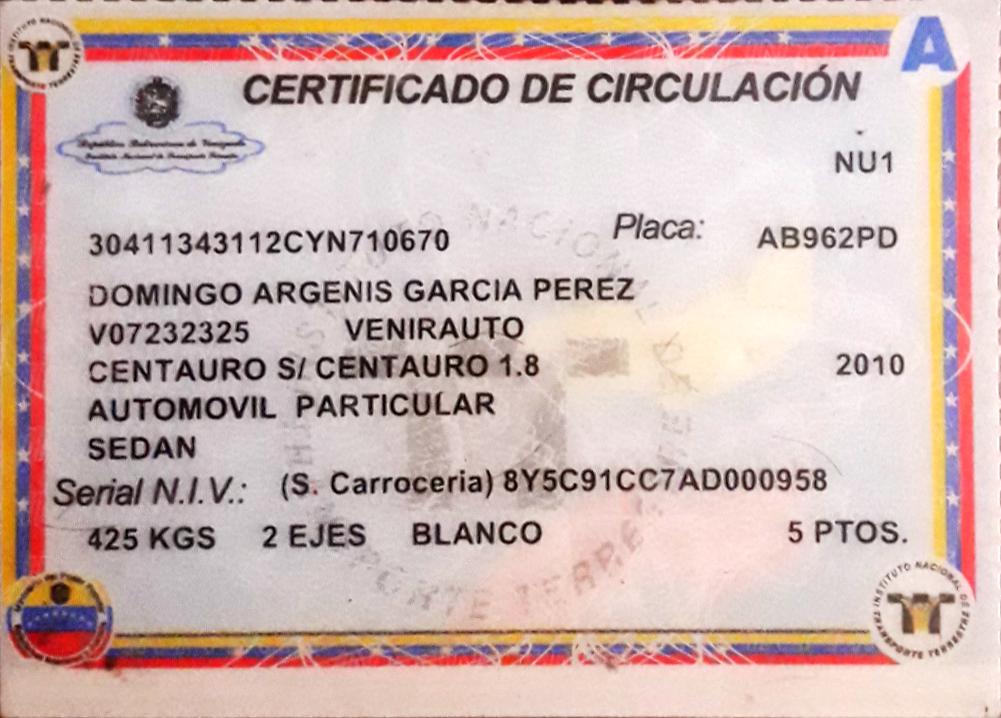 A
CERTIFICADO DE CIRCULACIÓN
República Bolivariana de Venezuela
Instituto Nacional de Transporte Terrestre
NU1
30411343112CYN710670 Placa: AB962PD
DOMINGO ARGENIS GARCIA PEREZ
V07232325 VENIRAUTO
CENTAURO S/ CENTAURO 1.8 2010
AUTOMOVIL PARTICULAR
SEDAN
Serial N.I.V.: (S. Carroceria) 8Y5C91CC7AD000958
425 KGS 2 EJES BLANCO 5 PTOS.
INSTITUTO NACIONAL DE TRANSPORTE TERRESTRE